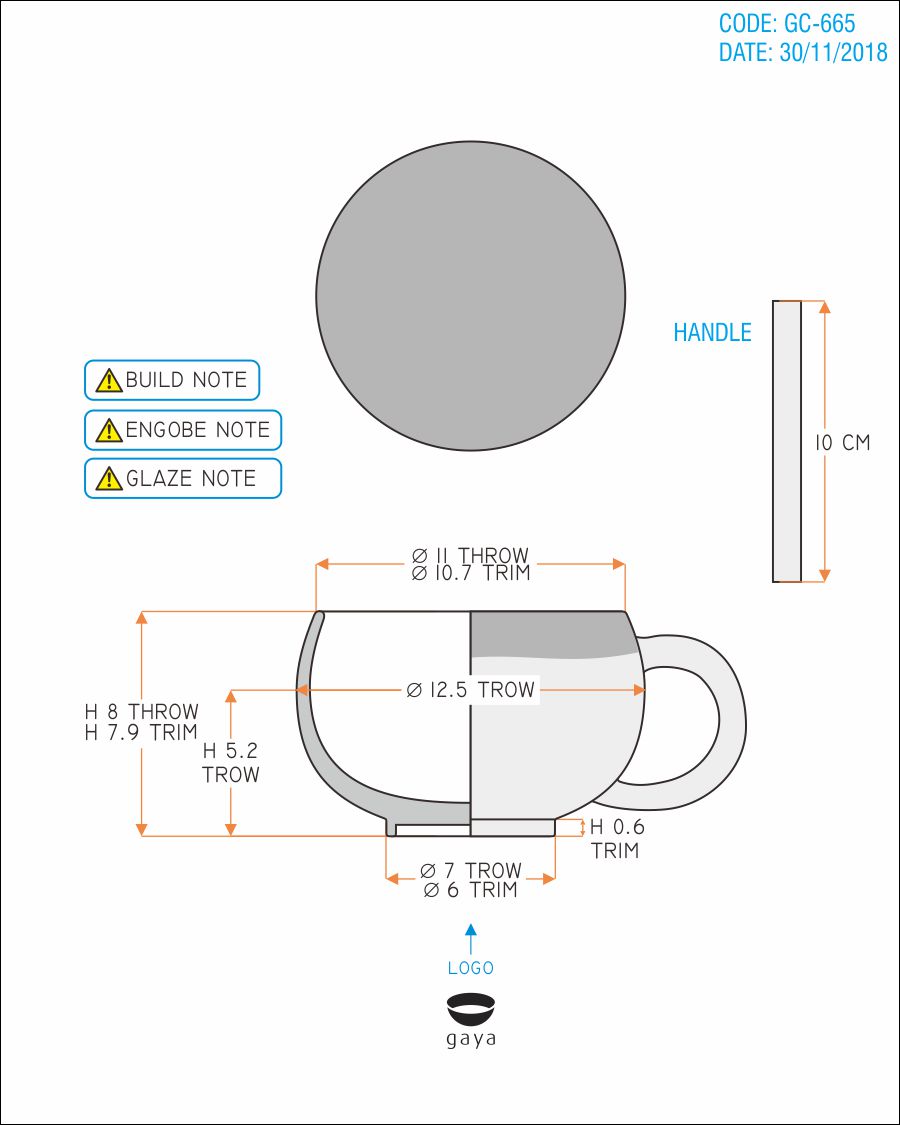 CODE: GC-665
DATE: 30/11/2018
HANDLE
10 CM
BUILD NOTE
ENGOBE NOTE
GLAZE NOTE
Ø 11 THROW
Ø 10.7 TRIM
Ø 12.5 TROW
H 8 THROW
H 7.9 TRIM
H 5.2
TROW
H 0.6
TRIM
Ø 7 TROW
Ø 6 TRIM
LOGO
gaya